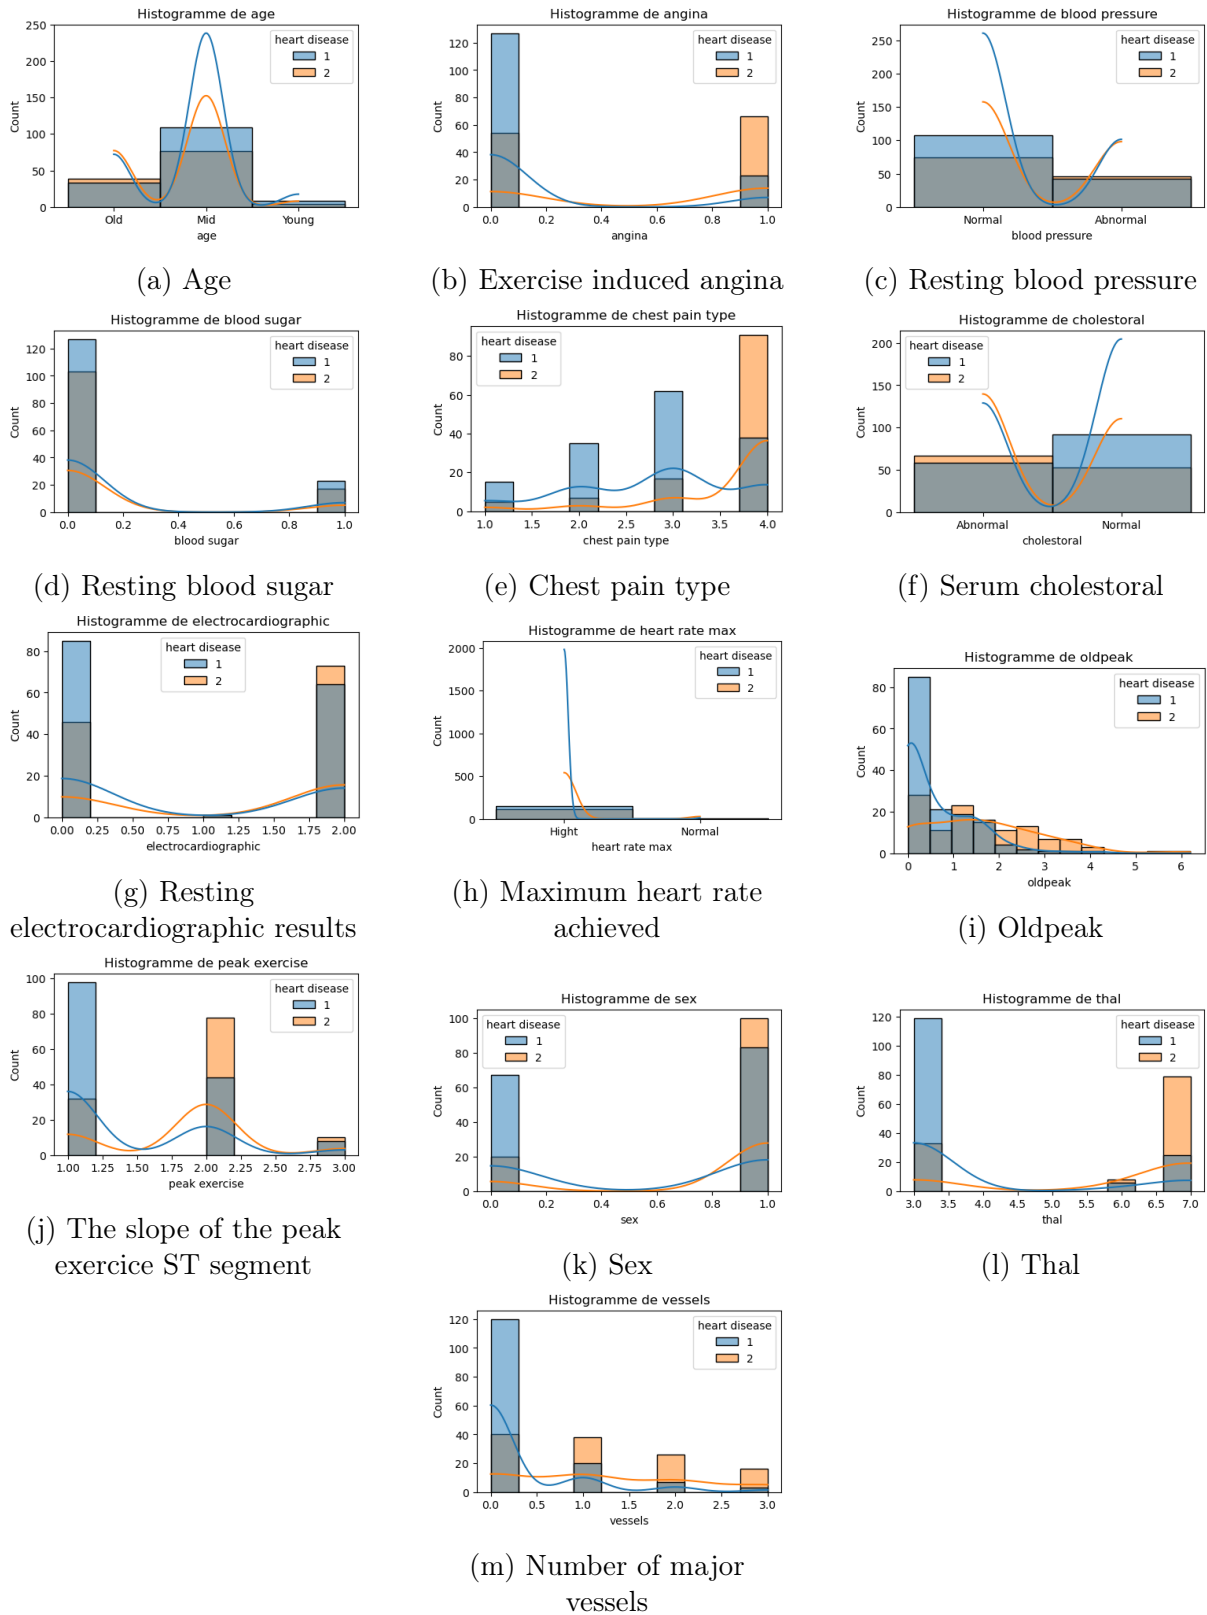 Histogramme de age
250
200
150
100
50
0
Count
heart disease
1
2
Old Mid Young
age
(a) Age
Histogramme de angina
120
100
80
60
40
20
0
Count
heart disease
1
2
0.0 0.2 0.4 0.6 0.8 1.0
angina
(b) Exercise induced angina
Histogramme de blood pressure
250
200
150
100
50
0
Count
heart disease
1
2
Normal Abnormal
blood pressure
(c) Resting blood pressure
Histogramme de blood sugar
120
100
80
60
40
20
0
Count
heart disease
1
2
0.0 0.2 0.4 0.6 0.8 1.0
blood sugar
(d) Resting blood sugar
Histogramme de chest pain type
80
60
40
20
0
Count
heart disease
1
2
1.0 1.5 2.0 2.5 3.0 3.5 4.0
chest pain type
(e) Chest pain type
Histogramme de cholestoral
200
150
100
50
0
Count
heart disease
1
2
Abnormal Normal
cholestoral
(f) Serum cholestoral
Histogramme de electrocardiographic
80
60
40
20
0
Count
heart disease
1
2
0.00 0.25 0.50 0.75 1.00 1.25 1.50 1.75 2.00
electrocardiographic
(g) Resting
electrocardiographic results
Histogramme de heart rate max
2000
1500
1000
500
0
Count
heart disease
1
2
Hight Normal
heart rate max
(h) Maximum heart rate
achieved
Histogramme de oldpeak
80
60
40
20
0
Count
heart disease
1
2
0 1 2 3 4 5 6
oldpeak
(i) Oldpeak
Histogramme de peak exercise
100
80
60
40
20
0
Count
heart disease
1
2
1.00 1.25 1.50 1.75 2.00 2.25 2.50 2.75 3.00
peak exercise
(j) The slope of the peak
exercice ST segment
Histogramme de sex
100
80
60
40
20
0
Count
heart disease
1
2
0.0 0.2 0.4 0.6 0.8 1.0
sex
(k) Sex
Histogramme de thal
120
100
80
60
40
20
0
Count
heart disease
1
2
3.0 3.5 4.0 4.5 5.0 5.5 6.0 6.5 7.0
thal
(l) Thal
Histogramme de vessels
120
100
80
60
40
20
0
Count
heart disease
1
2
0.0 0.5 1.0 1.5 2.0 2.5 3.0
vessels
(m) Number of major
vessels